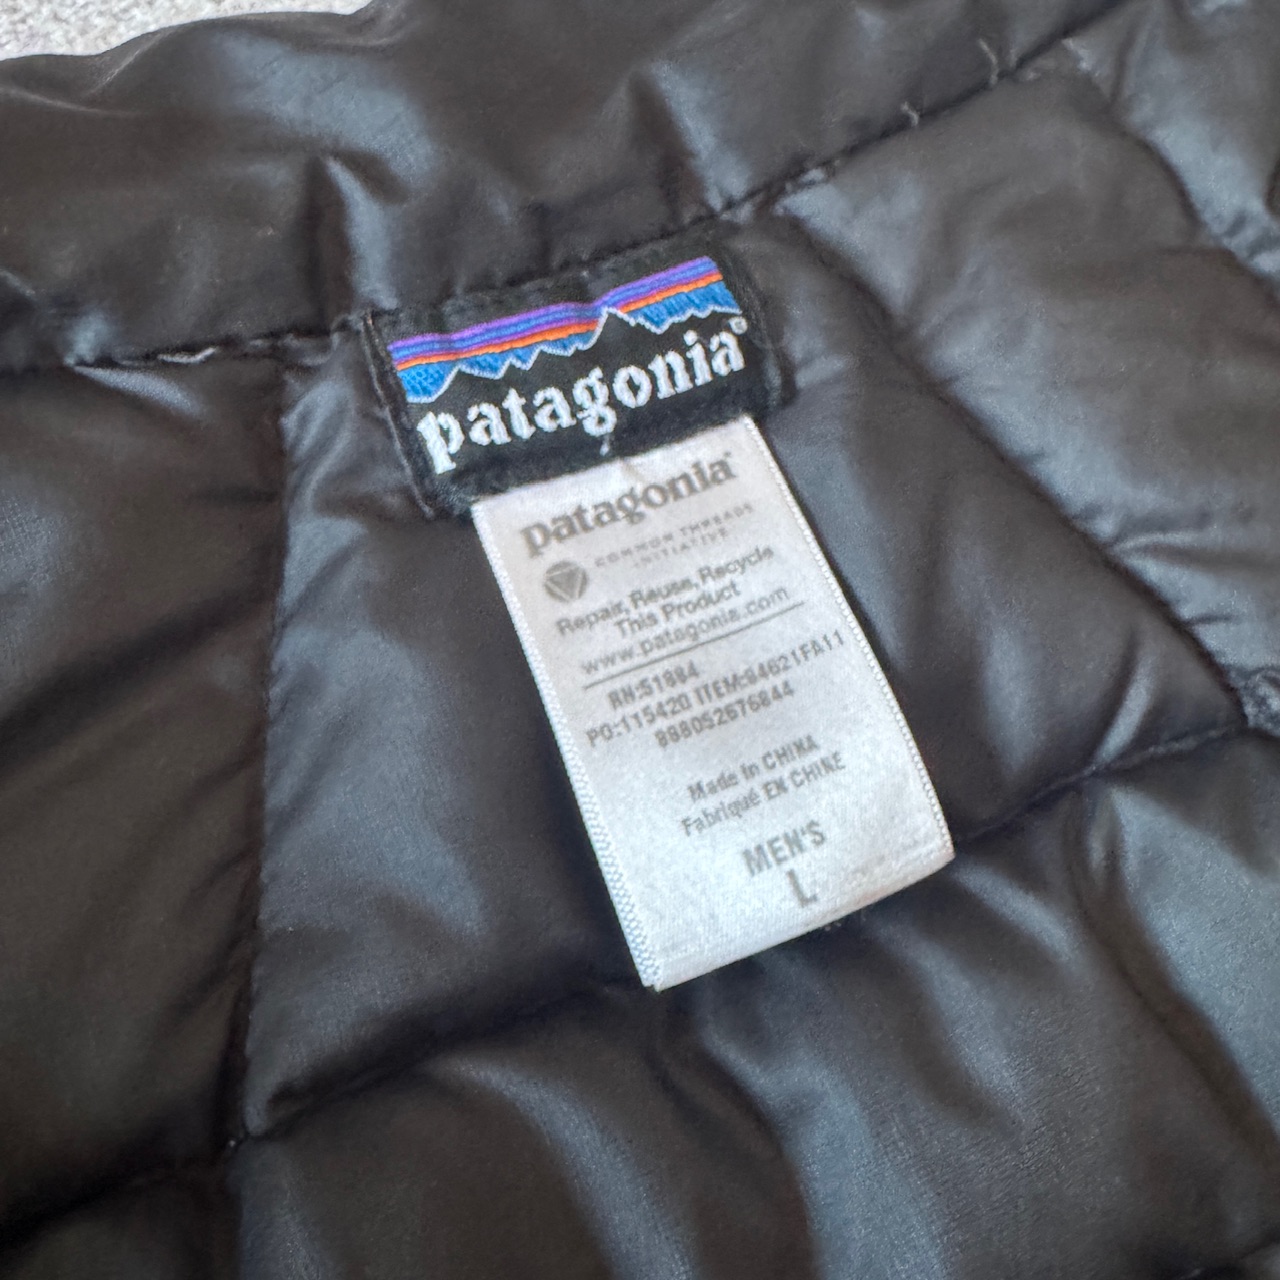 patagonia®
patagonia®
COMMON THREADS
INITIATIVE
Repair, Reuse, Recycle
This Product
www.patagonia.com
RN:51884
PO:115420 ITEM:84621FA11
889052676844
Made in CHINA
Fabriqué EN CHINE
MEN'S
L